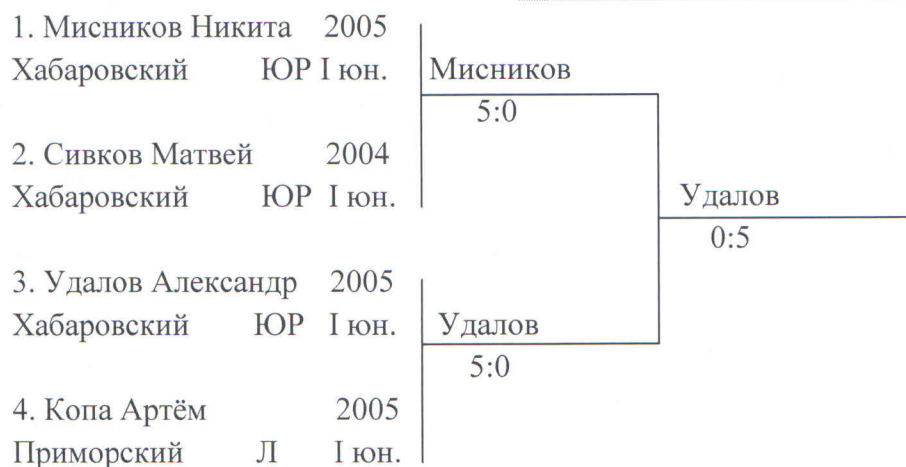 1. Мисников Никита 2005
Хабаровский ЮР I юн.
Мисников
5:0
2. Сивков Матвей 2004
Хабаровский ЮР I юн.
Удалов
0:5
3. Удалов Александр 2005
Хабаровский ЮР I юн.
Удалов
5:0
4. Копа Артём 2005
Приморский Л I юн.